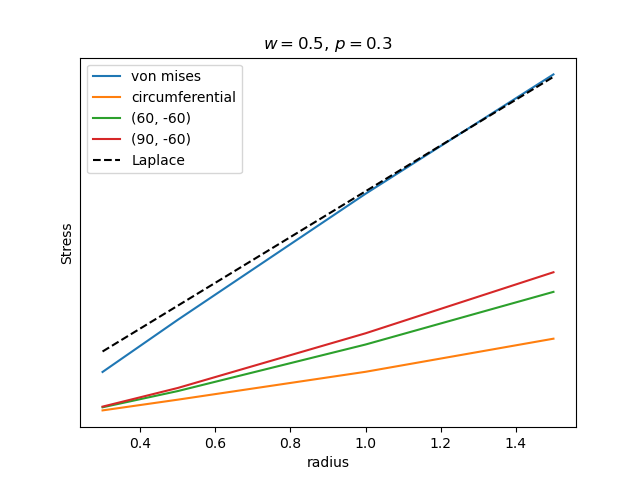 w = 0.5, p = 0.3
von mises
circumferential
(60, -60)
(90, -60)
Laplace
Stress
0.4 0.6 0.8 1.0 1.2 1.4
radius